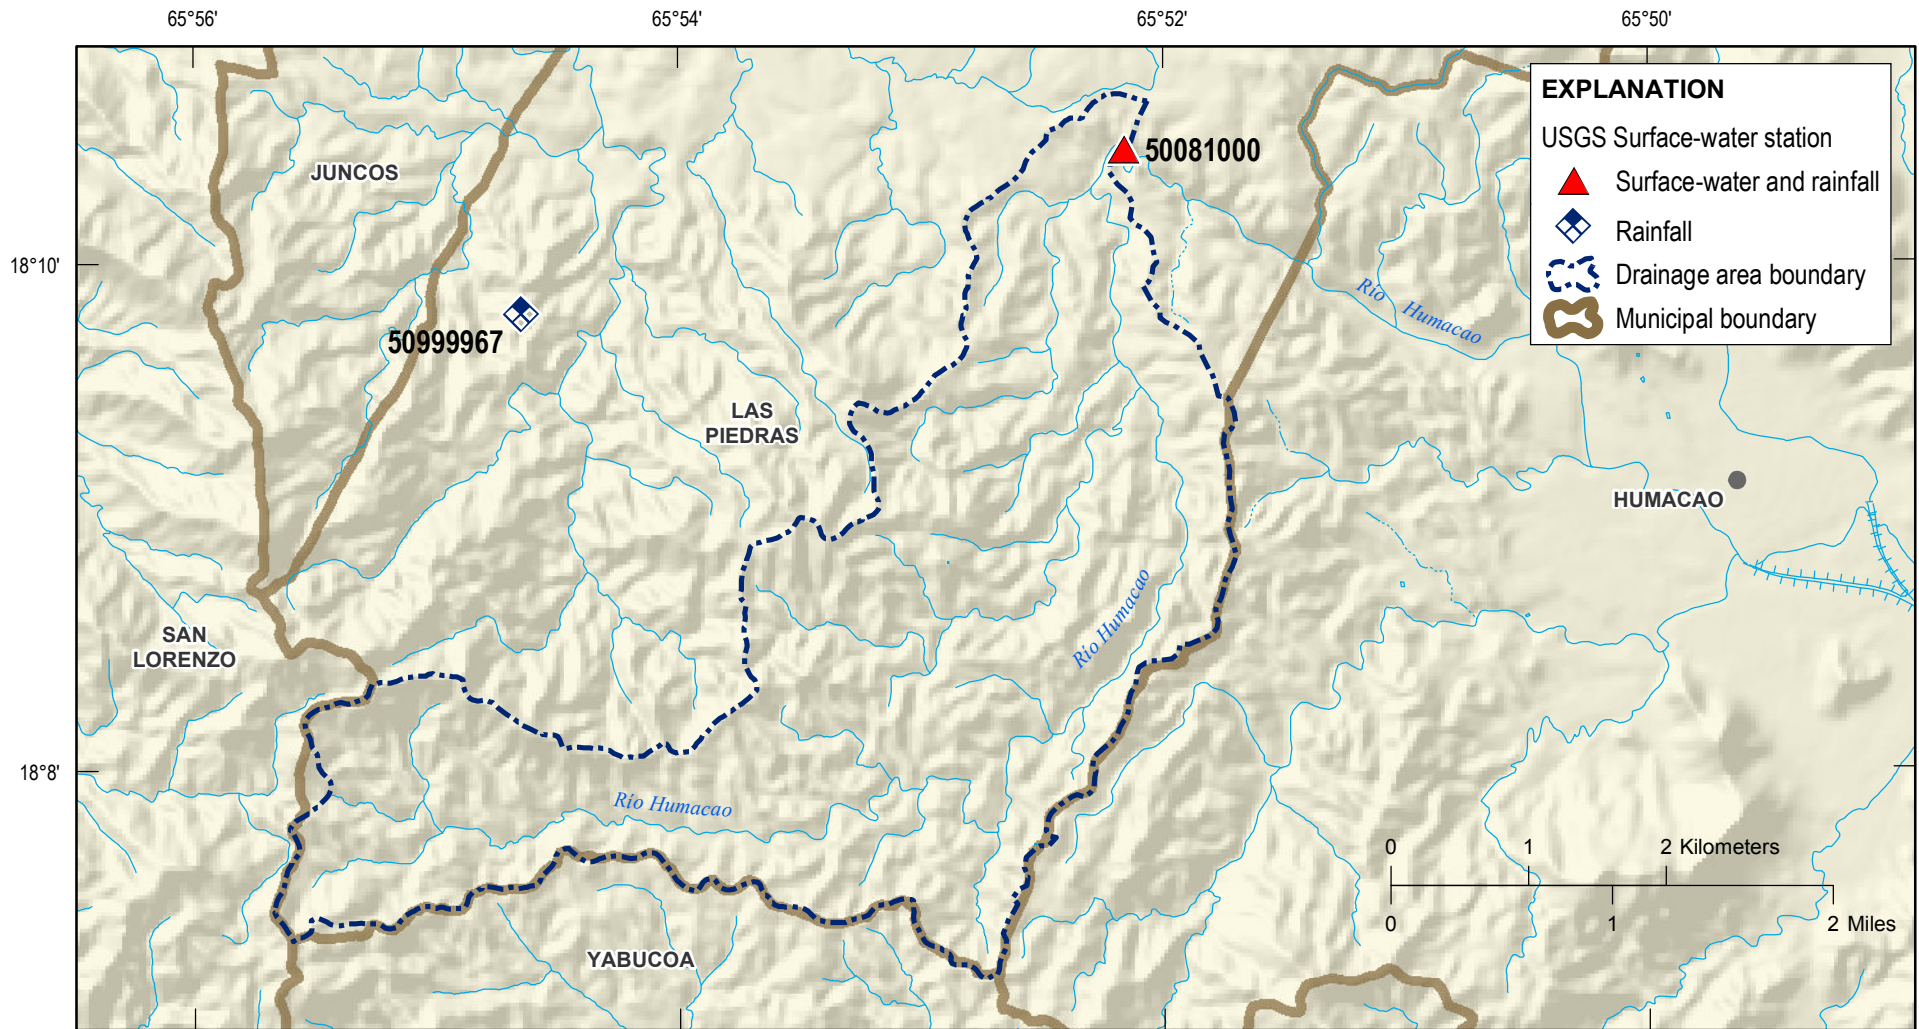 65°56'
65°54'
65°52'
65°50'
EXPLANATION
USGS Surface-water station
Surface-water and rainfall
Rainfall
Drainage area boundary
Municipal boundary
50081000
JUNCOS
18°10'
Río Humacao
50999967
LAS
PIEDRAS
HUMACAO
Río Humacao
SAN
LORENZO
18°8'
Río Humacao
0 1 2 Kilometers
0 1 2 Miles
YABUCOA